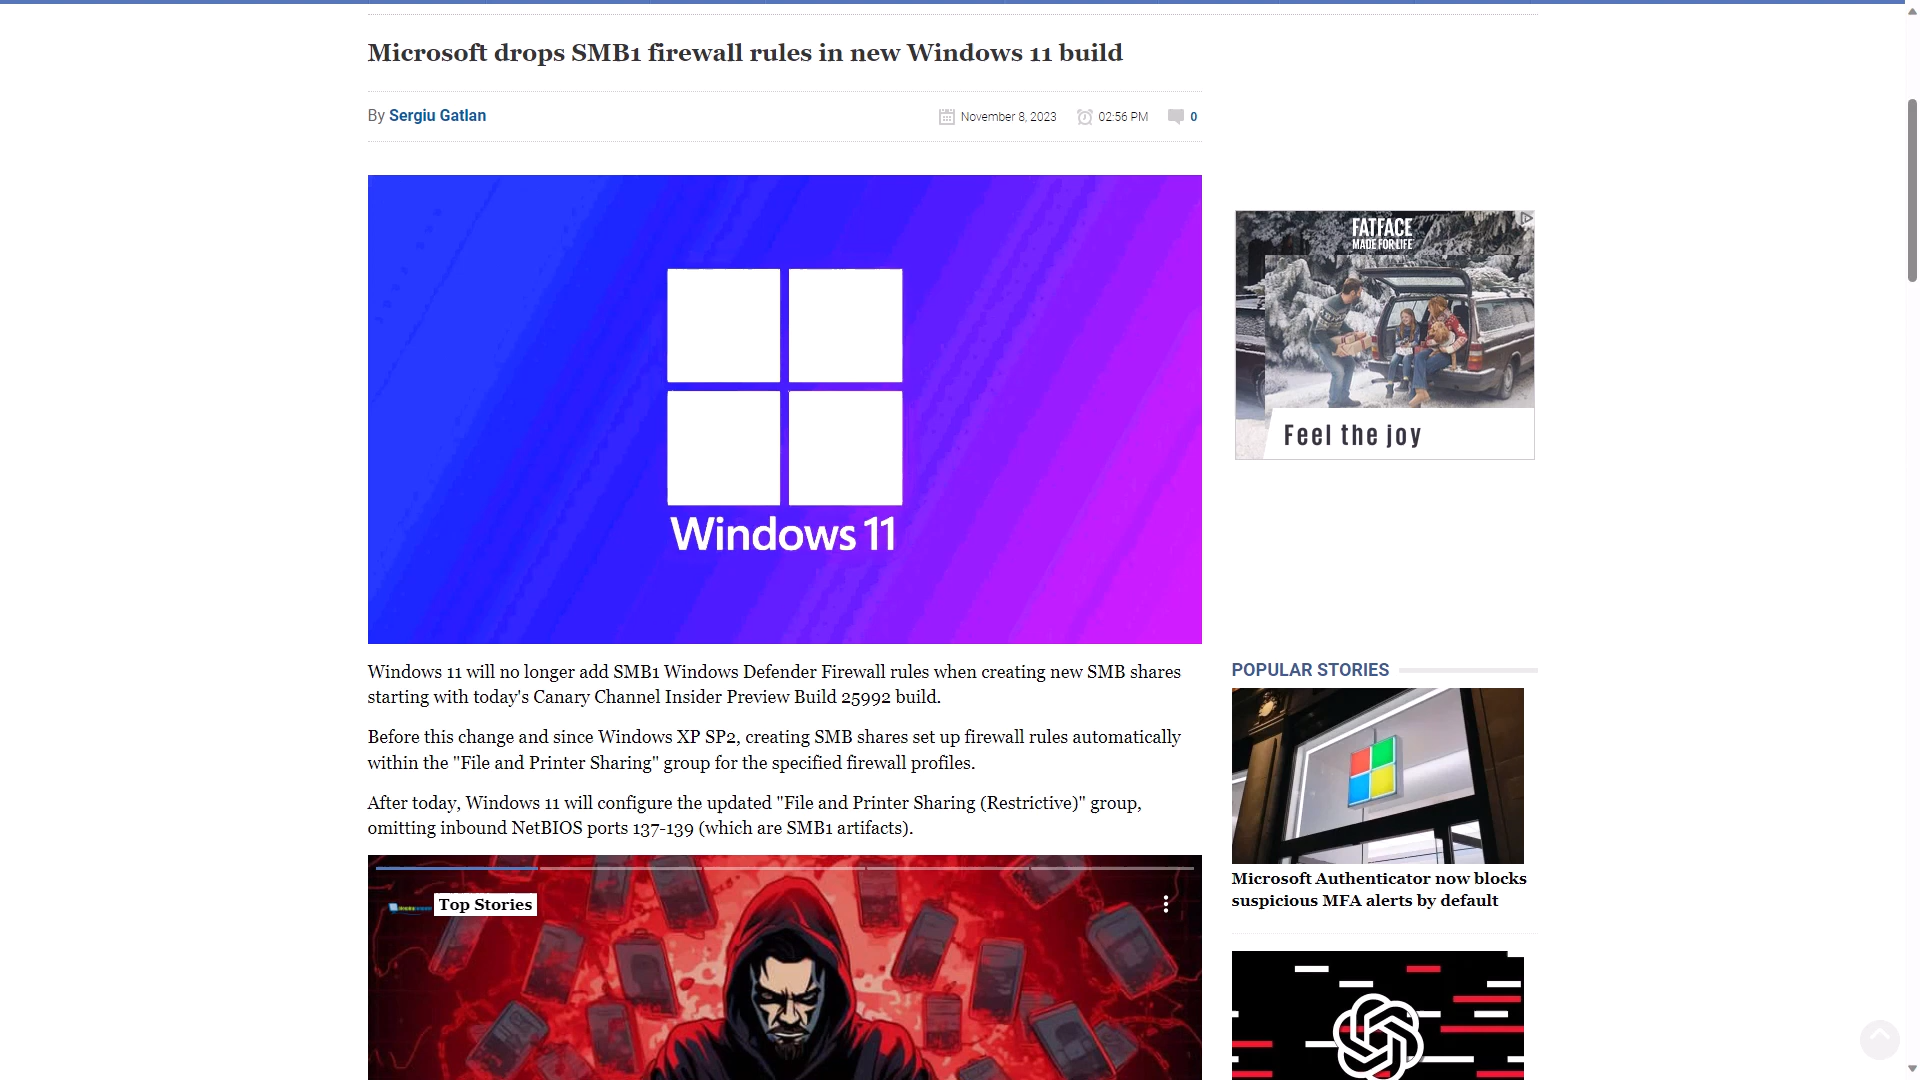 Microsoft drops SMB1 firewall rules in new Windows 11 build
By Sergiu Gatlan
November 8, 2023
02:56 PM
0
Windows 11
Windows 11 will no longer add SMB1 Windows Defender Firewall rules when creating new SMB shares
starting with today's Canary Channel Insider Preview Build 25992 build.
Before this change and since Windows XP SP2, creating SMB shares set up firewall rules automatically
within the "File and Printer Sharing" group for the specified firewall profiles.
After today, Windows 11 will configure the updated "File and Printer Sharing (Restrictive)" group,
omitting inbound NetBIOS ports 137-139 (which are SMB1 artifacts).
Top Stories
FATFACE
MADE FOR LIFE
Feel the joy
POPULAR STORIES
Microsoft Authenticator now blocks
suspicious MFA alerts by default